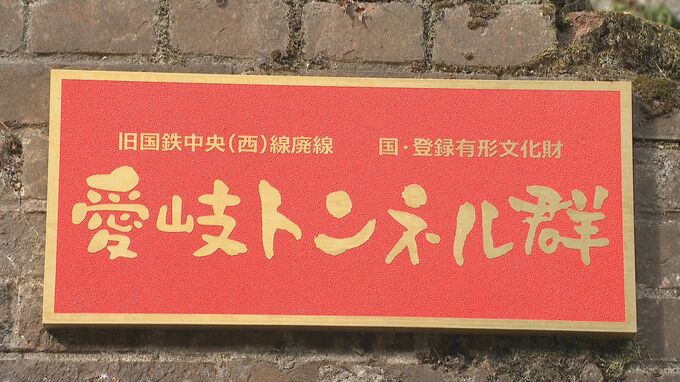 旧国鉄中央(西)線廃線　国・登録有形文化財
愛岐トンネル群